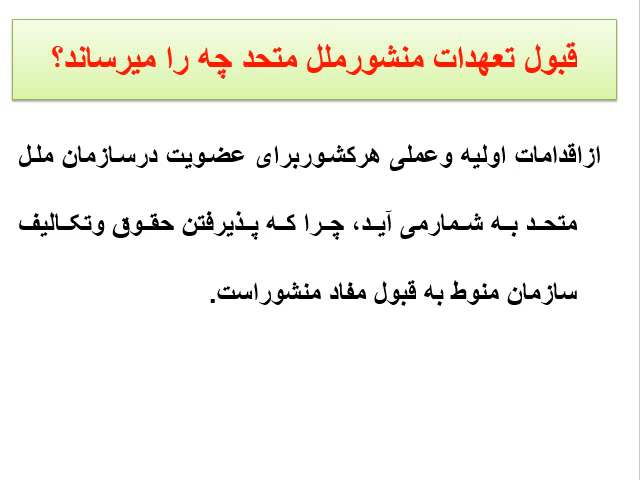 قبول تعهدات منشورملل متحد چه را میرساند؟
ازاقدامات اولیه وعملی هرکشوربرای عضویت درسازمان ملل
متحد به شمارمی آید، چرا که پذیرفتن حقوق وتکالیف
سازمان منوط به قبول مفاد منشوراست.